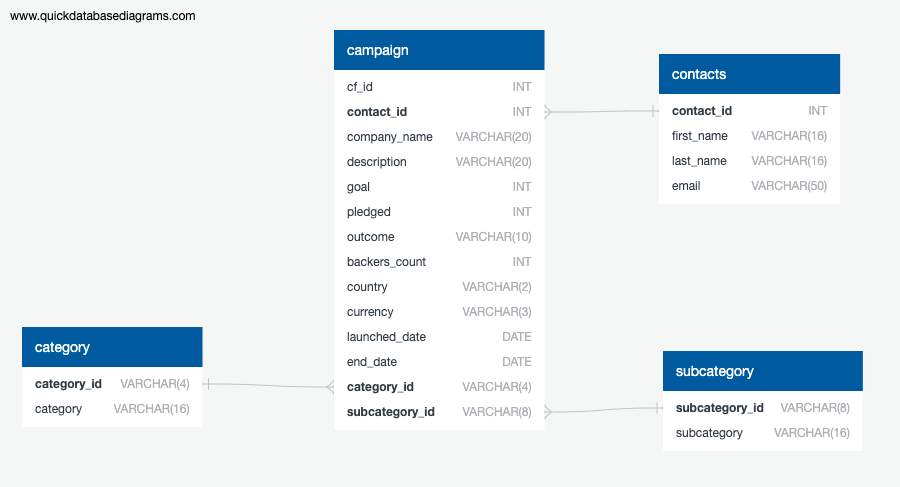 www.quickdatabasediagrams.com
campaign
cf_id INT
contact_id INT
company_name VARCHAR(20)
description VARCHAR(20)
goal INT
pledged INT
outcome VARCHAR(10)
backers_count INT
country VARCHAR(2)
currency VARCHAR(3)
launched_date DATE
end_date DATE
category_id VARCHAR(4)
subcategory_id VARCHAR(8)
contacts
contact_id INT
first_name VARCHAR(16)
last_name VARCHAR(16)
email VARCHAR(50)
category
category_id VARCHAR(4)
category VARCHAR(16)
subcategory
subcategory_id VARCHAR(8)
subcategory VARCHAR(16)